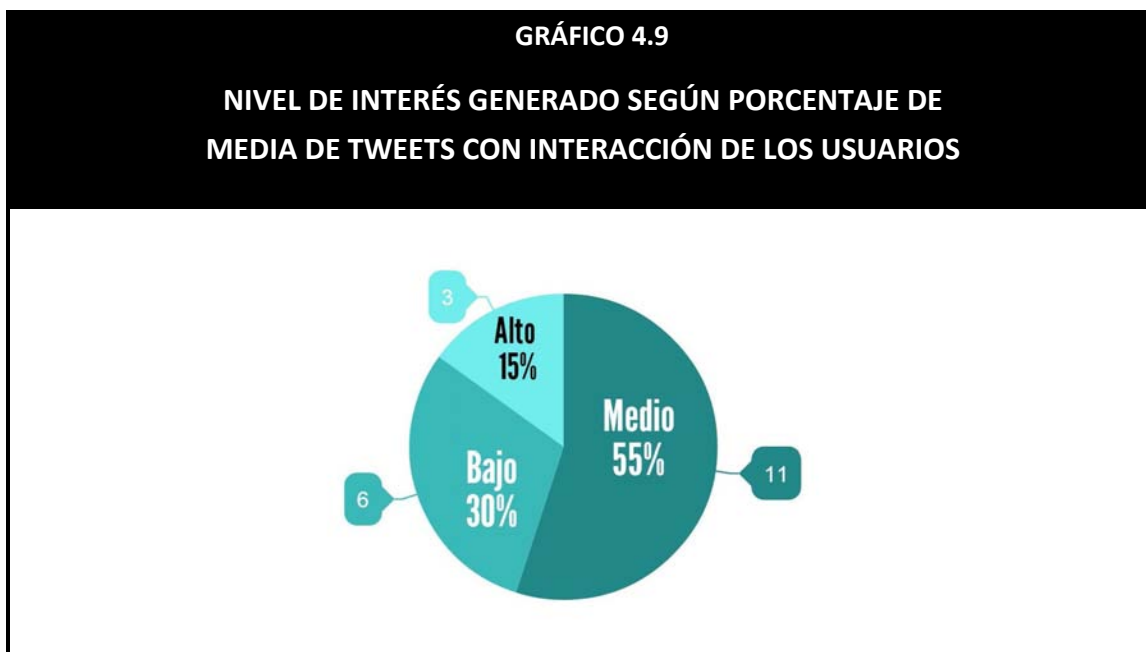 GRÁFICO 4.9
NIVEL DE INTERÉS GENERADO SEGÚN PORCENTAJE DE
MEDIA DE TWEETS CON INTERACCIÓN DE LOS USUARIOS
3
Alto
15%
Medio
55%
11
Bajo
30%
6